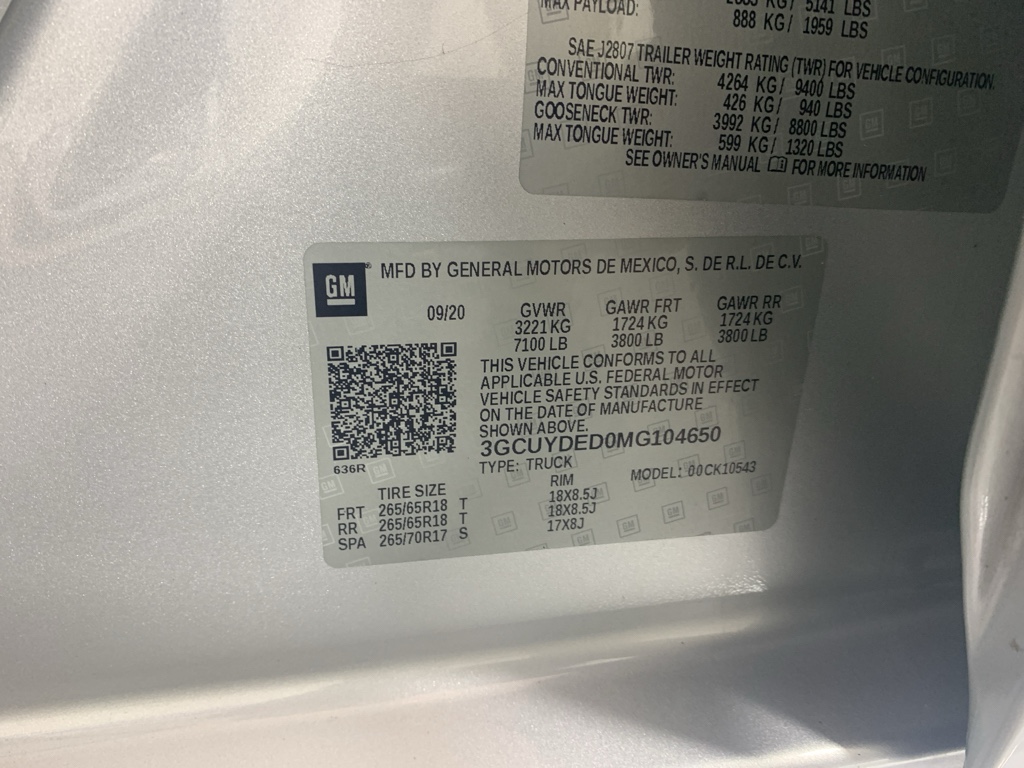 MAX PAYLOAD: KG/ 5141 LBS
888 KG/ 1959 LBS
SAE J2807 TRAILER WEIGHT RATING (TWR) FOR VEHICLE CONFIGURATION.
CONVENTIONAL TWR: 4264 KG/ 9400 LBS
MAX TONGUE WEIGHT: 426 KG/ 940 LBS
GOOSENECK TWR: 3992 KG/ 8800 LBS
MAX TONGUE WEIGHT: 599 KG/ 1320 LBS
SEE OWNER'S MANUAL FOR MORE INFORMATION
GM® MFD BY GENERAL MOTORS DE MEXICO, S. DE R.L. DE C.V.
09/20 GVWR GAWR FRT GAWR RR
3221 KG 1724 KG 1724 KG
7100 LB 3800 LB 3800 LB
THIS VEHICLE CONFORMS TO ALL
APPLICABLE U.S. FEDERAL MOTOR
VEHICLE SAFETY STANDARDS IN EFFECT
ON THE DATE OF MANUFACTURE
SHOWN ABOVE.
3GCUYDED0MG104650
636R TYPE: TRUCK MODEL: 00CK10543
TIRE SIZE RIM
FRT 265/65R18 T 18X8.5J
RR 265/65R18 T 18X8.5J
SPA 265/70R17 S 17X8J